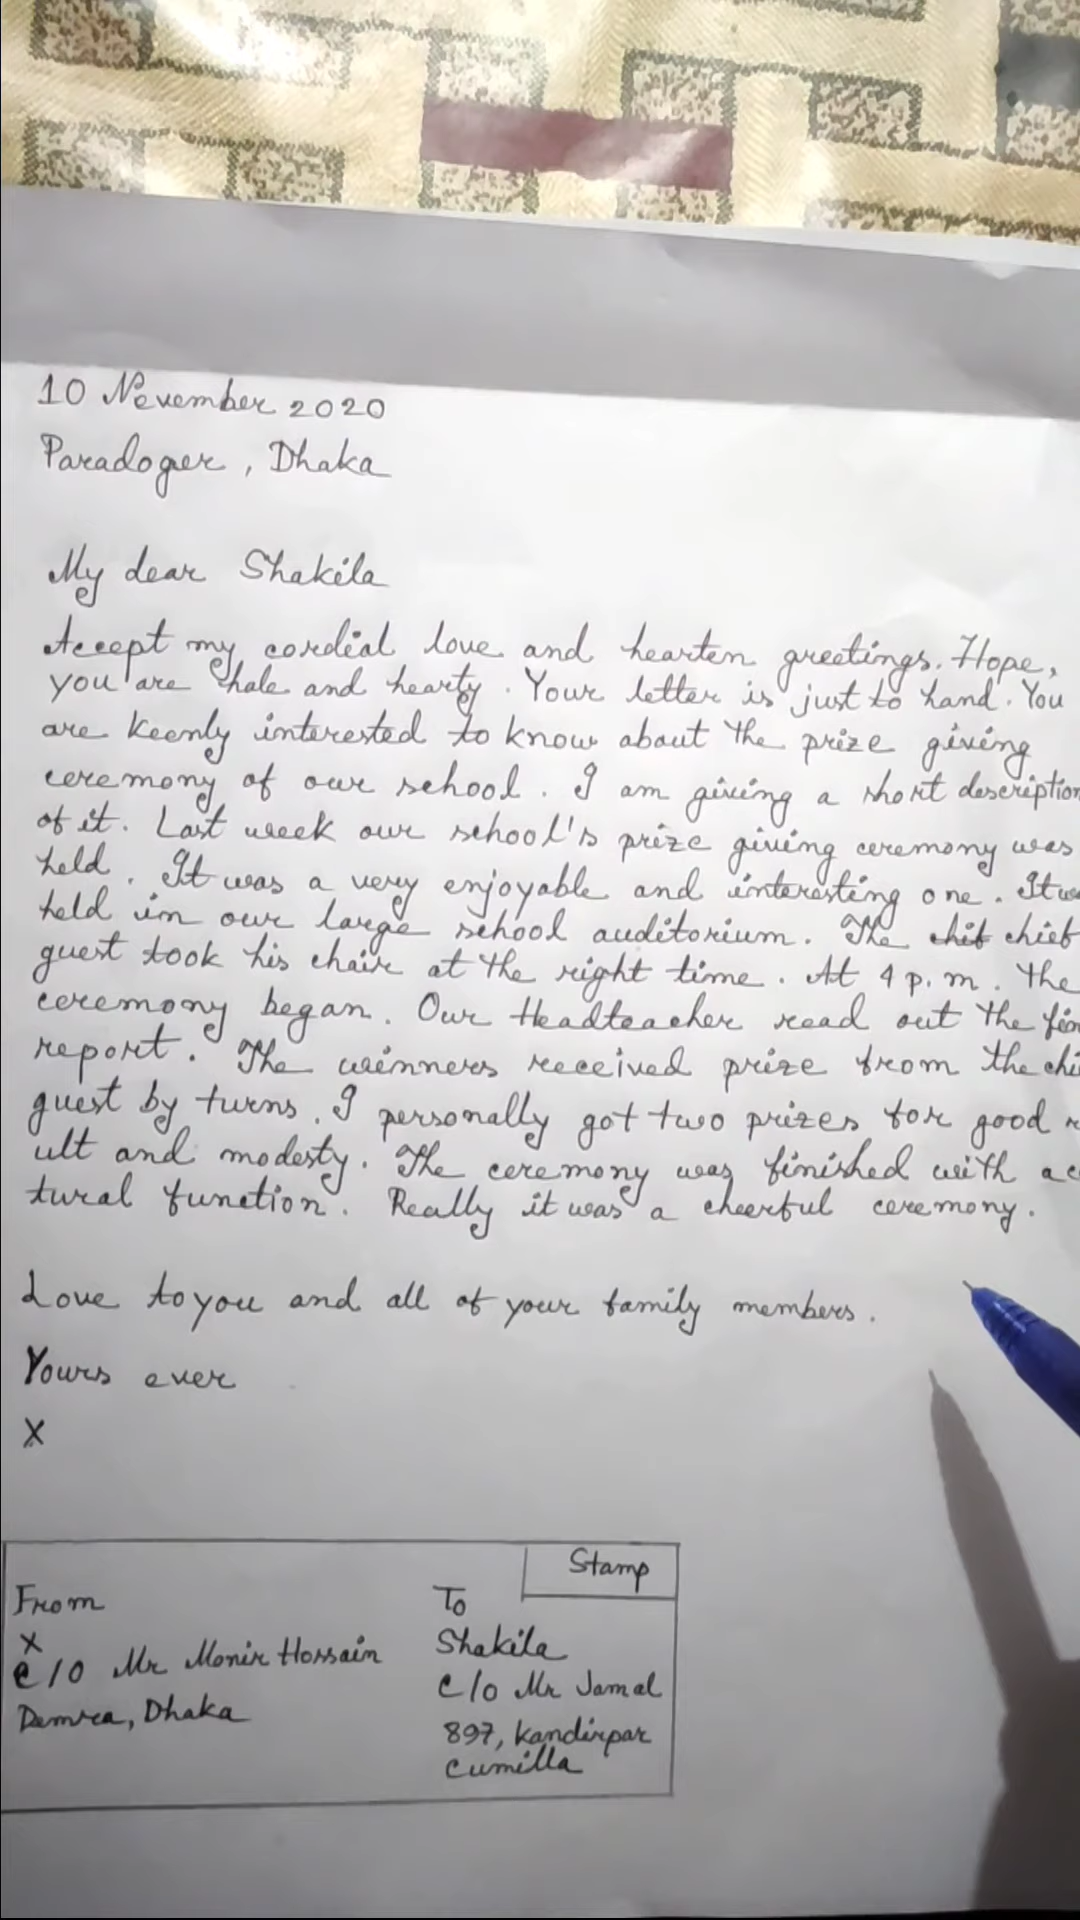 10 November 2020
Paradoger, Dhaka
My dear Shakila
Accept my cordial love and hearten greetings. Hope,
you are hale and hearty. Your letter is just to hand. You
are keenly interested to know about the prize giving
ceremony of our school. I am giving a short description
of it. Last week our school's prize giving ceremony was
held. It was a very enjoyable and interesting one. It
held in our large school auditorium. The chif chief
guest took his chair at the right time. At 4 p.m. the
ceremony began. Our Headteacher read out the
report. The winners received prize from the
guest by turns. I personally got two prizes for good
ult and modesty. The ceremony was finished with a
tural function. Really it was a cheerful ceremony.
Love to you and all of your family members.
Yours ever
X
Stamp
From
X
C/O Mr Monir Hossain
Demra, Dhaka
To
Shakila
C/o Mr Jamal
897, Kandirpar
Cumilla